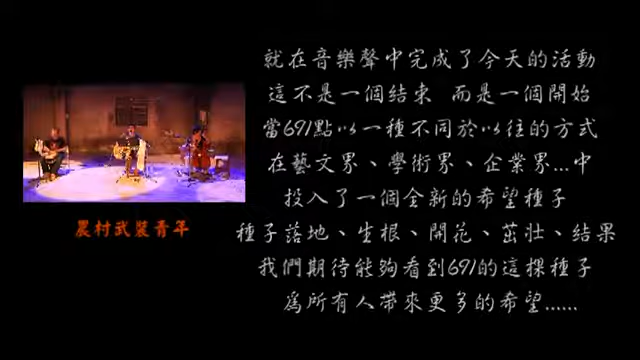 就在音樂聲中完成了今天的活動
這不是一個結束 而是一個開始
當691點以一種不同於以往的方式
在藝文界、學術界、企業界...中
投入了一個全新的希望種子
種子落地、生根、開花、茁壯、結果
我們期待能夠看到691的這棵種子
為所有人帶來更多的希望......
農村武裝青年